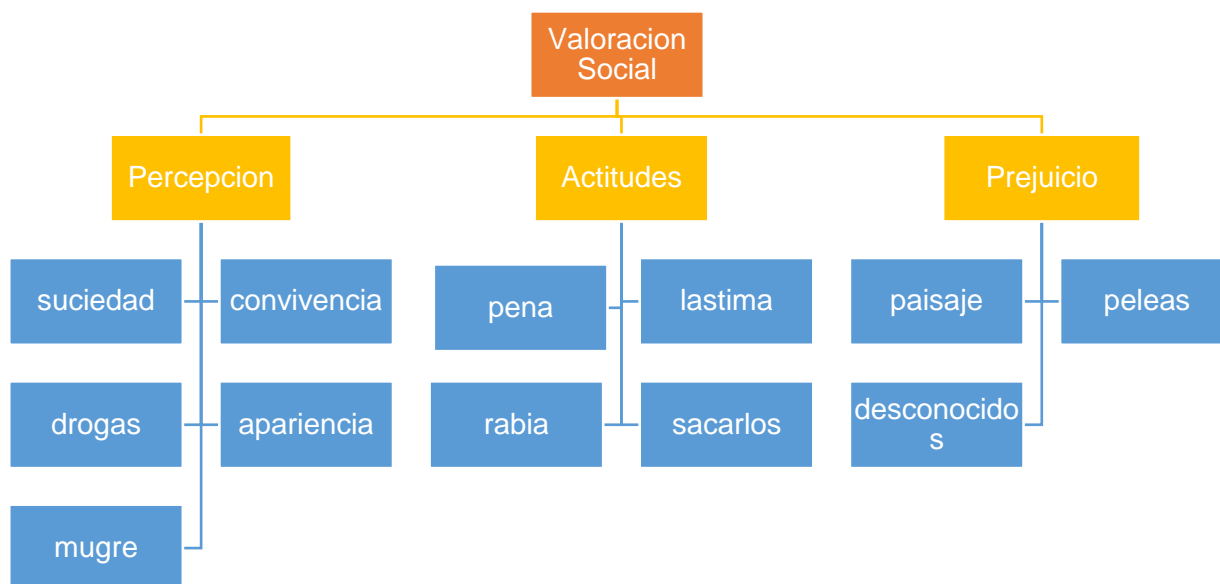 Valoracion
Social
Percepcion
Actitudes
Prejuicio
suciedad
convivencia
pena
lastima
paisaje
peleas
drogas
apariencia
rabia
sacarlos
desconocido
s
mugre